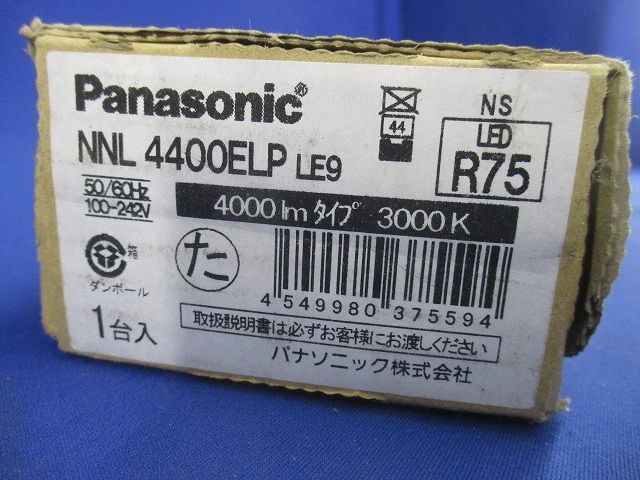 Panasonic®
NNL 4400ELP LE9
NS
LED
R75
44
50/60Hz
100-242V
4000 lm タイプ 3000 K
箱
ダンボール
た
4 549980 375594
1台入
取扱説明書は必ずお客様にお渡しください
パナソニック株式会社